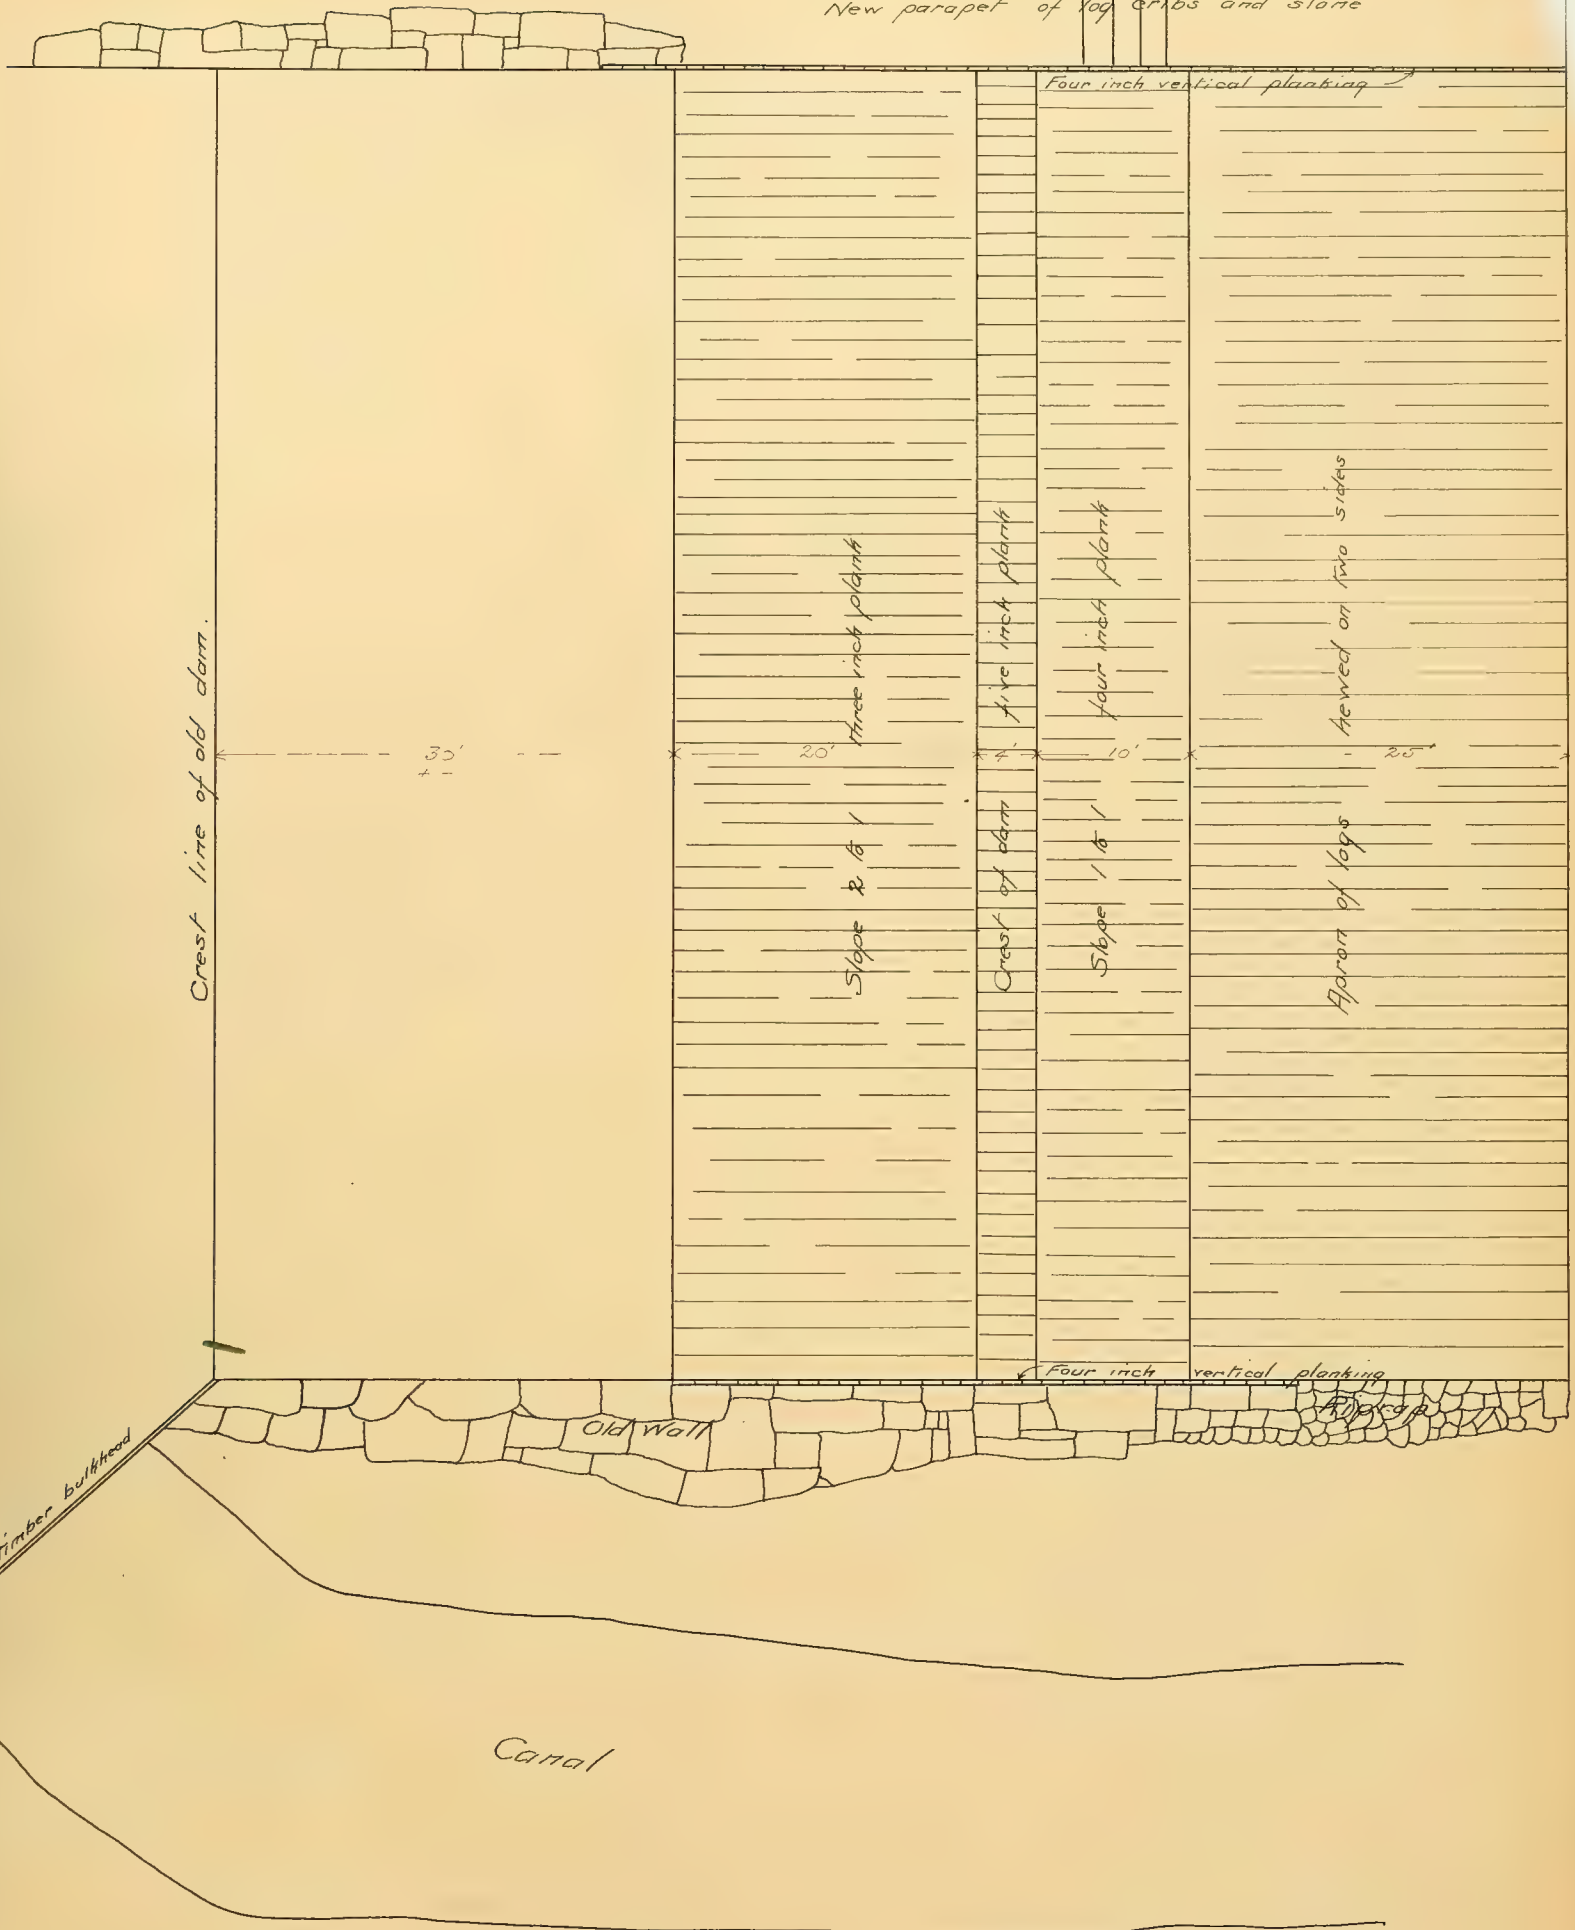 New parapet of log cribs and stone
Four inch vertical planking
Crest line of old dam.
Slope 2 to 1 three inch plank
Crest of dam five inch plank
Slope 1 to 1 four inch plank
Apron of logs hewed on two sides
30'
+ -
20'
4'
10'
25'
Four inch vertical planking
Old Wall
Riprap
Timber bulkhead
Canal